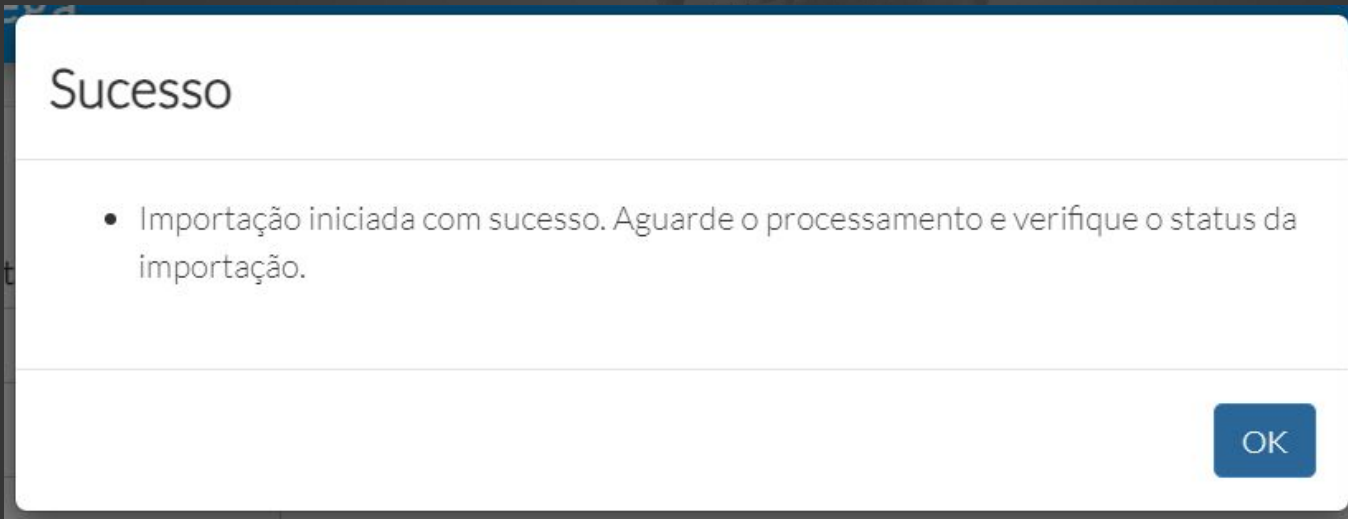 Sucesso
Importação iniciada com sucesso. Aguarde o processamento e verifique o status da
importação.
OK